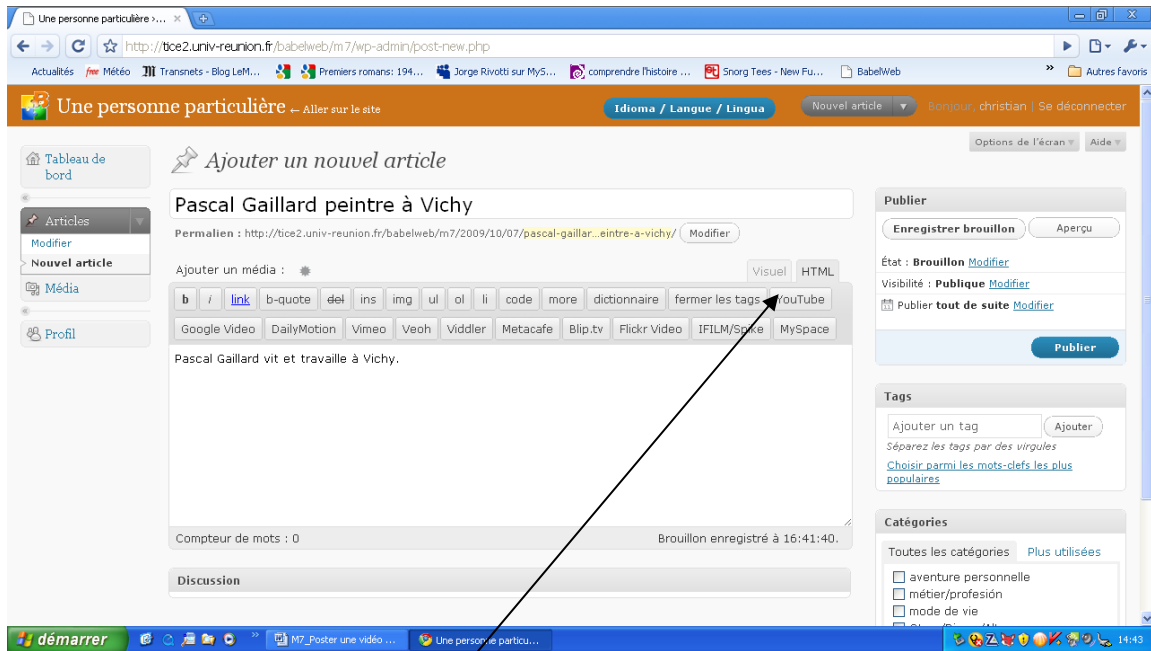 Une personne particulière ›...
http://tice2.univ-reunion.fr/babelweb/m7/wp-admin/post-new.php
Actualités Météo Transnets - Blog LeM... Premiers romans: 194... Jorge Rivotti sur MyS... comprendre l'histoire ... Snorg Tees - New Fu... BabelWeb » Autres favoris
Une personne particulière ← Aller sur le site Idioma / Langue / Lingua Nouvel article Bonjour, christian | Se déconnecter
Options de l'écran Aide
Tableau de bord
Articles
Modifier
Nouvel article
Média
Profil
Ajouter un nouvel article
Pascal Gaillard peintre à Vichy
Permalien : http://tice2.univ-reunion.fr/babelweb/m7/2009/10/07/pascal-gaillar...eintre-a-vichy/ Modifier
Ajouter un média : Visuel HTML
b i link b-quote del ins img ul ol li code more dictionnaire fermer les tags YouTube
Google Video DailyMotion Vimeo Veoh Viddler Metacafe Blip.tv Flickr Video IFILM/Spike MySpace
Pascal Gaillard vit et travaille à Vichy.
Compteur de mots : 0 Brouillon enregistré à 16:41:40.
Discussion
Publier
Enregistrer brouillon Aperçu
État : Brouillon Modifier
Visibilité : Publique Modifier
Publier tout de suite Modifier
Publier
Tags
Ajouter un tag Ajouter
Séparez les tags par des virgules
Choisir parmi les mots-clefs les plus
populaires
Catégories
Toutes les catégories Plus utilisées
aventure personnelle
métier/profesión
mode de vie
démarrer » M7_Poster une vidéo ... Une personne particu... 14:43